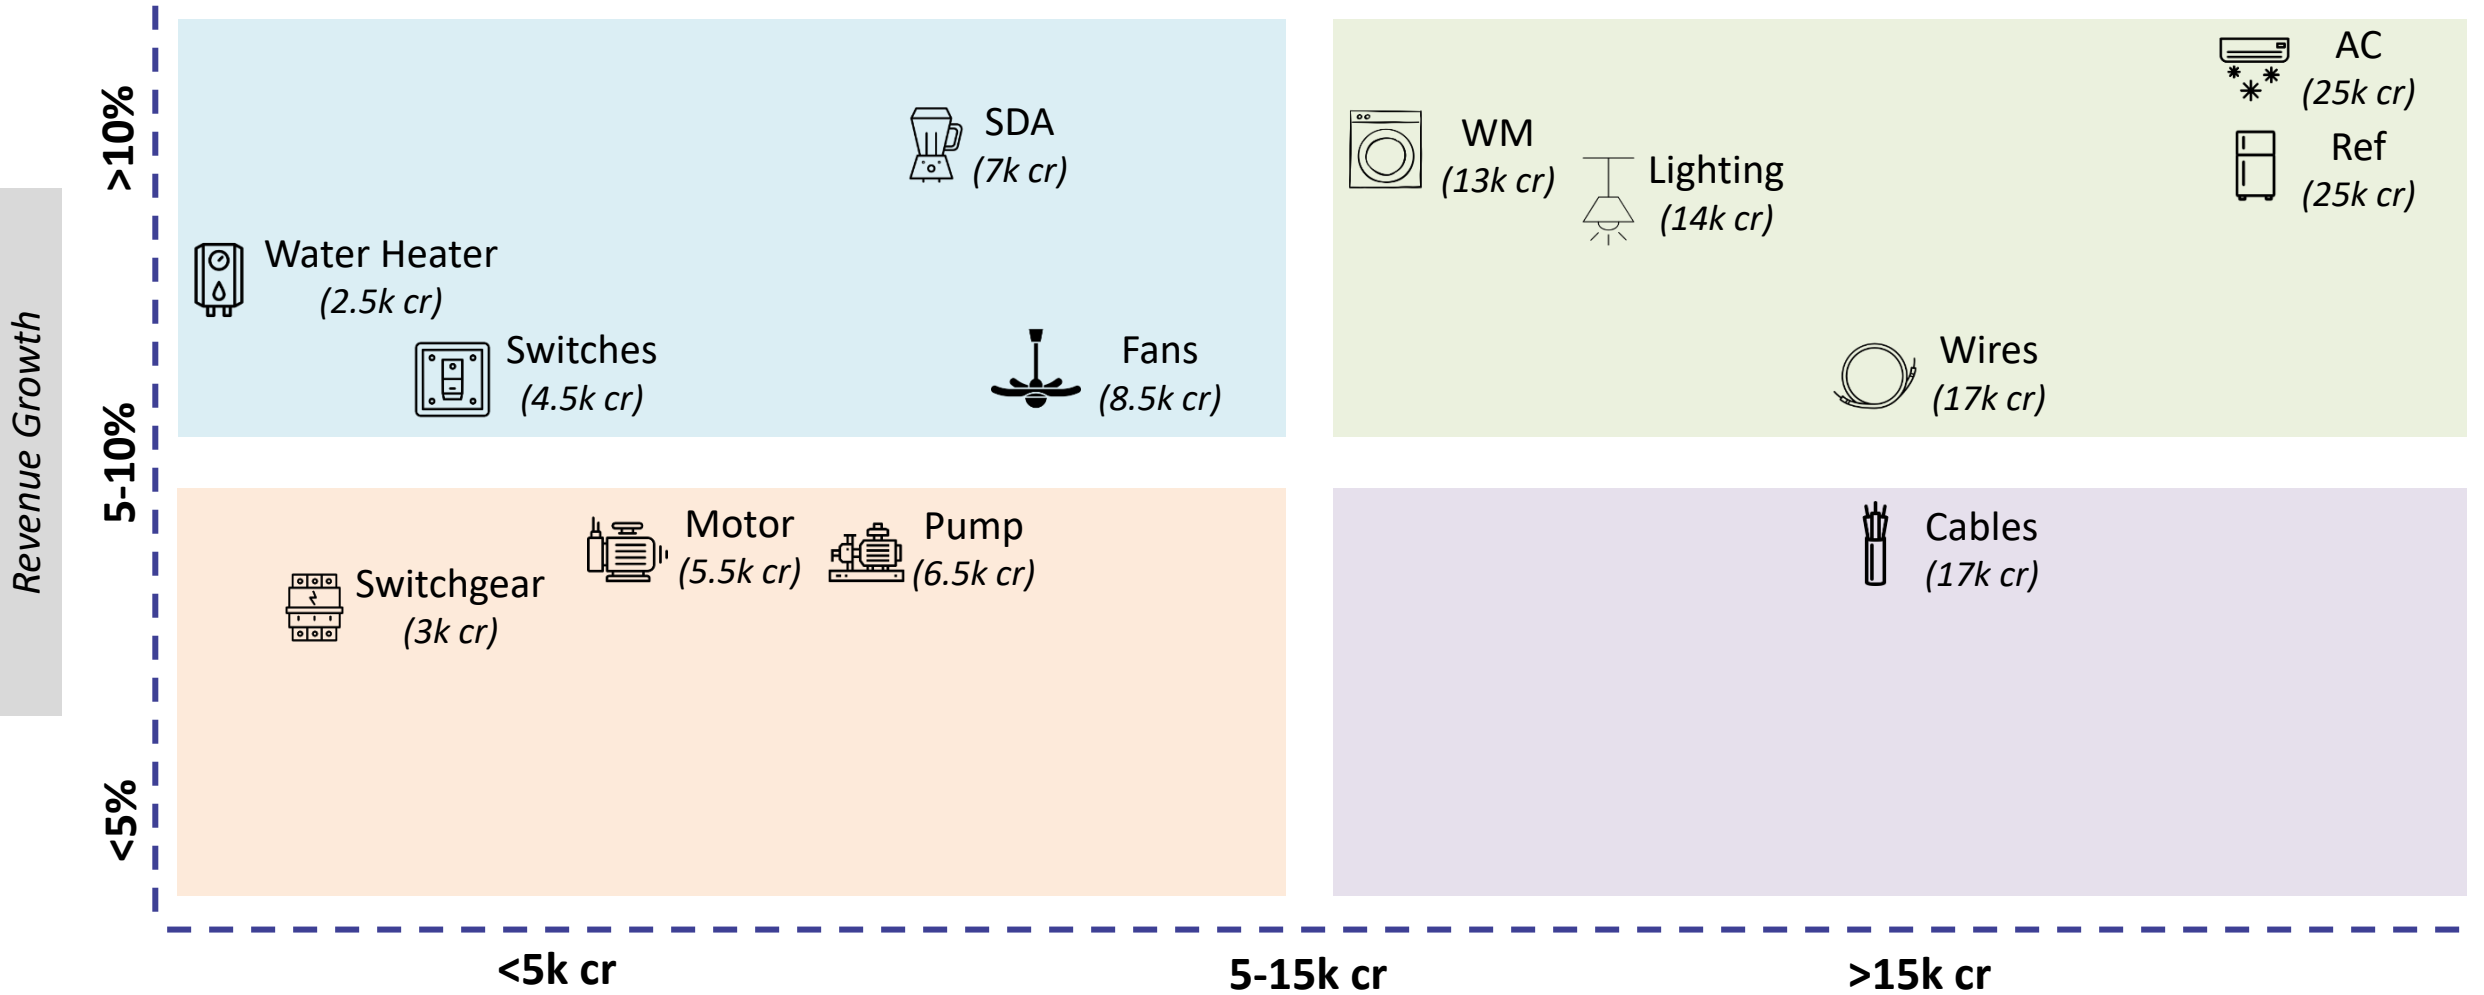 AC
(25k cr)
SDA
(7k cr)
WM
(13k cr)
Lighting
(14k cr)
Ref
(25k cr)
Water Heater
(2.5k cr)
Switches
(4.5k cr)
Fans
(8.5k cr)
Wires
(17k cr)
Switchgear
(3k cr)
Motor
(5.5k cr)
Pump
(6.5k cr)
Cables
(17k cr)
Revenue Growth
>10%
5-10%
<5%
<5k cr
5-15k cr
>15k cr